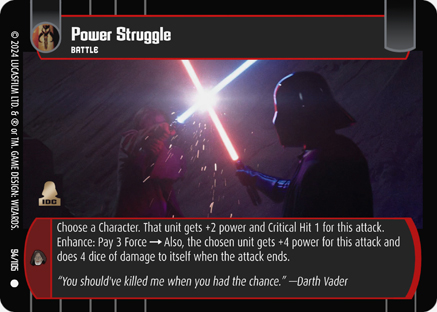 Power Struggle
BATTLE
© 2024 LUCASFILM LTD. & ® or TM. GAME DESIGN: WIZARDS.
IDC
94/105
Choose a Character. That unit gets +2 power and Critical Hit 1 for this attack.
Enhance: Pay 3 Force → Also, the chosen unit gets +4 power for this attack and
does 4 dice of damage to itself when the attack ends.
"You should've killed me when you had the chance." —Darth Vader